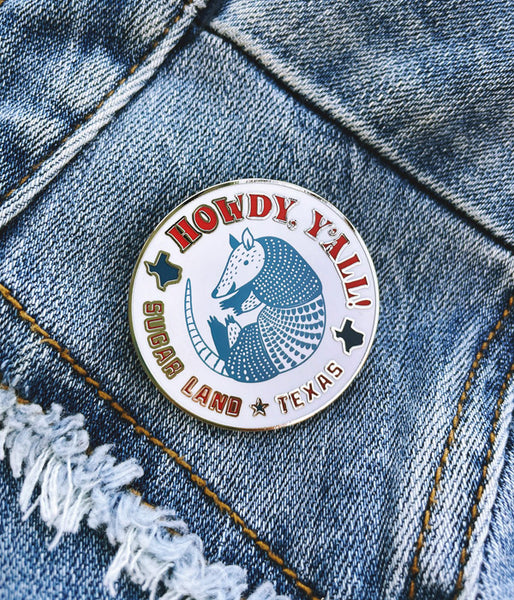 HOWDY, Y'ALL!
SUGAR LAND ★ TEXAS